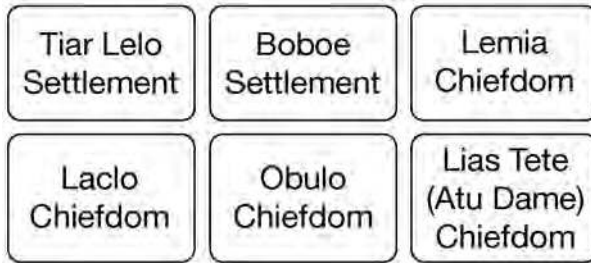 Tiar Lelo
Settlement
Boboe
Settlement
Lemia
Chiefdom
Laclo
Chiefdom
Obulo
Chiefdom
Lias Tete
(Atu Dame)
Chiefdom